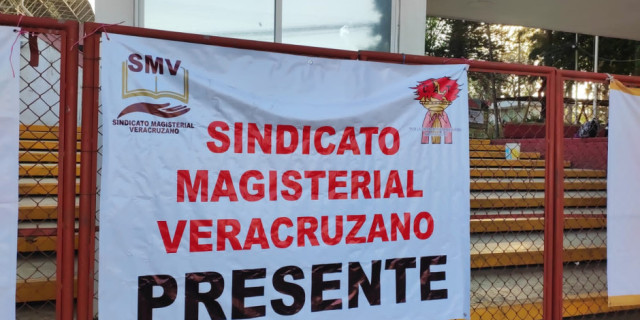 SMV
SINDICATO MAGISTERIAL
VERACRUZANO
SINDICATO
MAGISTERIAL
VERACRUZANO
PRESENTE